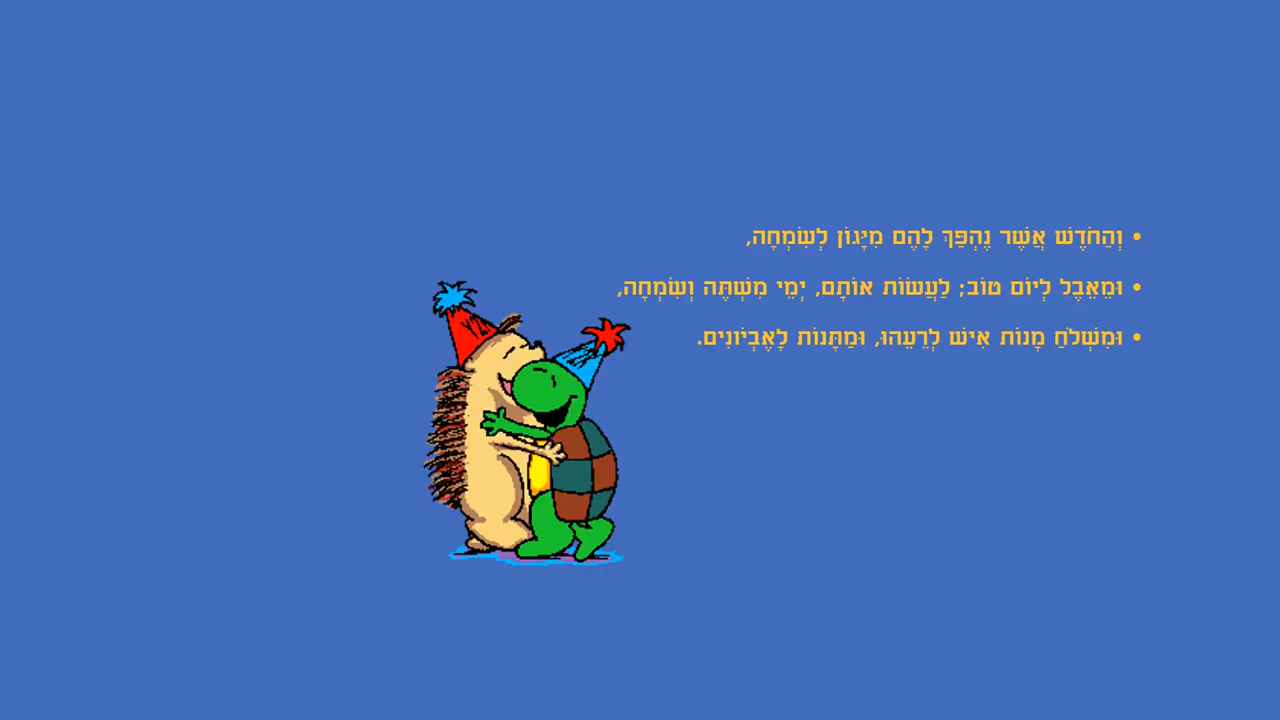 • וְהַחֹדֶשׁ אֲשֶׁר נֶהְפַּךְ לָהֶם מִיָּגוֹן לְשִׂמְחָה,
• וּמֵאֵבֶל לְיוֹם טוֹב; לַעֲשׂוֹת אוֹתָם, יְמֵי מִשְׁתֶּה וְשִׂמְחָה,
• וּמִשְׁלֹחַ מָנוֹת אִישׁ לְרֵעֵהוּ, וּמַתָּנוֹת לָאֶבְיוֹנִים.